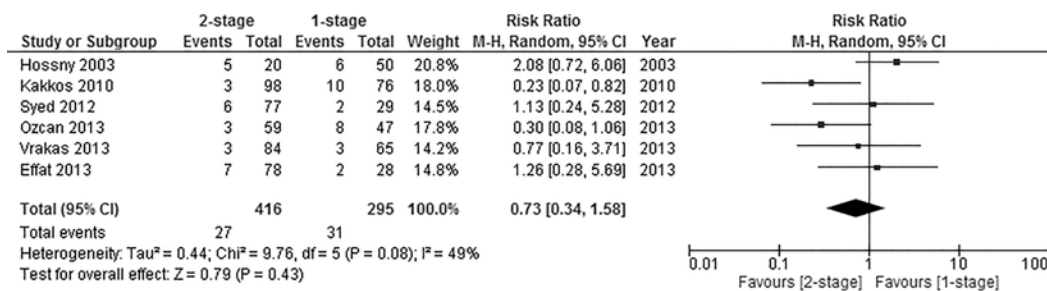 2-stage 1-stage Risk Ratio Risk Ratio
Study or Subgroup Events Total Events Total Weight M-H, Random, 95% CI Year M-H, Random, 95% CI
Hossny 2003 5 20 6 50 20.8% 2.08 [0.72, 6.06] 2003
Kakkos 2010 3 98 10 76 18.0% 0.23 [0.07, 0.82] 2010
Syed 2012 6 77 2 29 14.5% 1.13 [0.24, 5.28] 2012
Ozcan 2013 3 59 8 47 17.8% 0.30 [0.08, 1.06] 2013
Vrakas 2013 3 84 3 65 14.2% 0.77 [0.16, 3.71] 2013
Effat 2013 7 78 2 28 14.8% 1.26 [0.28, 5.69] 2013
Total (95% CI) 416 295 100.0% 0.73 [0.34, 1.58]
Total events 27 31
Heterogeneity: Tau² = 0.44; Chi² = 9.76, df = 5 (P = 0.08); I² = 49%
Test for overall effect: Z = 0.79 (P = 0.43)
0.01 0.1 1 10 100
Favours [2-stage] Favours [1-stage]